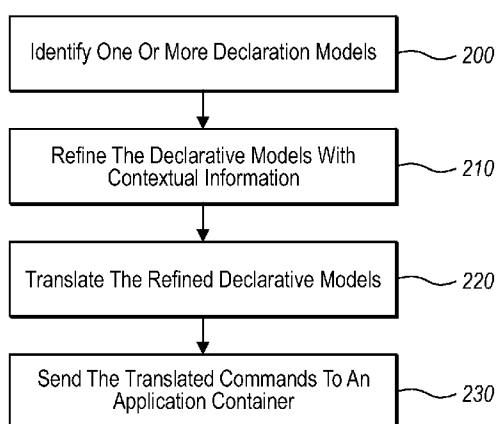 Identify One Or More Declaration Models
200
Refine The Declarative Models With
Contextual Information
210
Translate The Refined Declarative Models
220
Send The Translated Commands To An
Application Container
230